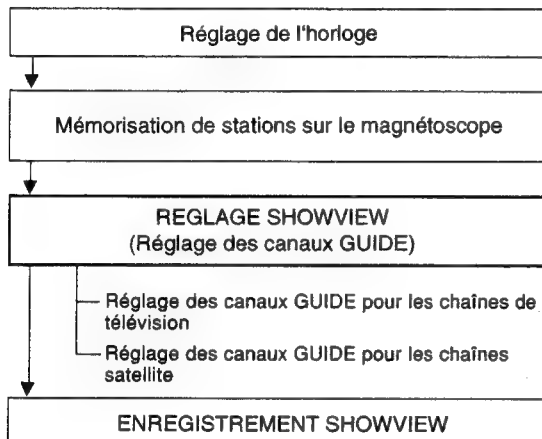 Réglage de l'horloge
Mémorisation de stations sur le magnétoscope
REGLAGE SHOWVIEW
(Réglage des canaux GUIDE)
Réglage des canaux GUIDE pour les chaînes de
télévision
Réglage des canaux GUIDE pour les chaînes
satellite
ENREGISTREMENT SHOWVIEW